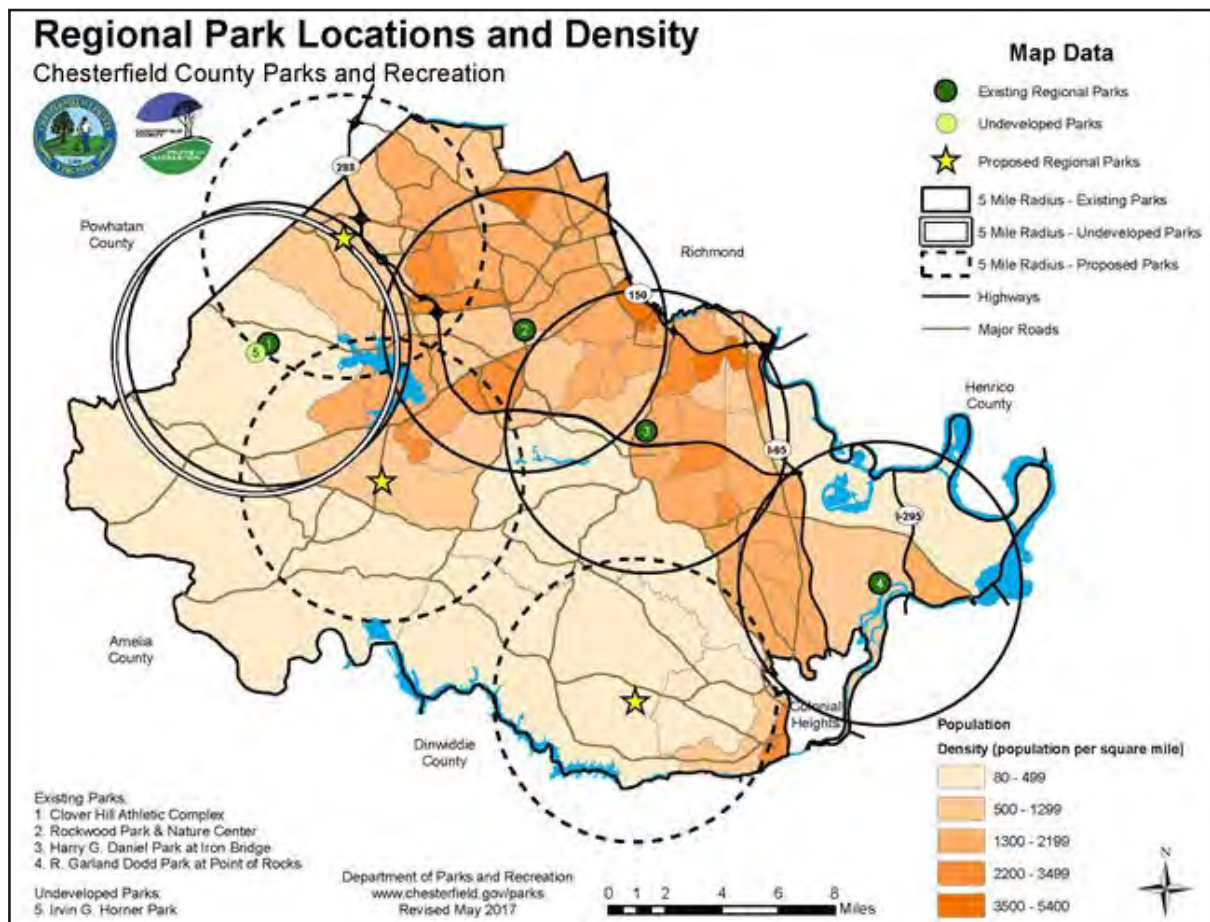 Regional Park Locations and Density
Chesterfield County Parks and Recreation
Map Data
Existing Regional Parks
Undeveloped Parks
Proposed Regional Parks
5 Mile Radius - Existing Parks
5 Mile Radius - Undeveloped Parks
5 Mile Radius - Proposed Parks
Highways
Major Roads
288
Powhatan
County
Richmond
150
Henrico
County
1
2
5
3
I-95
I-295
4
Amelia
County
Colonial
Heights
Dinwiddie
County
Population
Density (population per square mile)
80 - 499
500 - 1299
1300 - 2199
2200 - 3499
3500 - 5400
Existing Parks:
1. Clover Hill Athletic Complex
2. Rockwood Park & Nature Center
3. Harry G. Daniel Park at Iron Bridge
4. R. Garland Dodd Park at Point of Rocks
Undeveloped Parks:
5. Irvin G. Horner Park
Department of Parks and Recreation
www.chesterfield.gov/parks
Revised May 2017
0 1 2 4 6 8
Miles
N